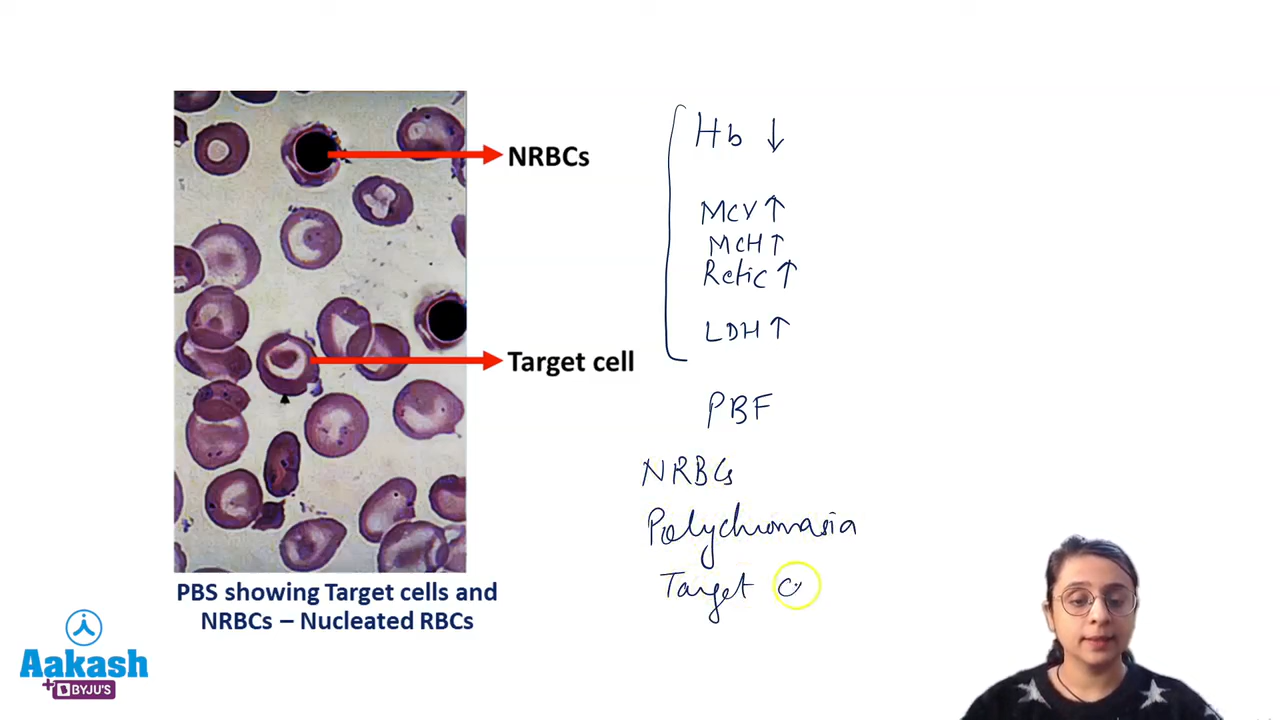 NRBCs
Target cell
PBS showing Target cells and
NRBCs – Nucleated RBCs
Aakash
+ BYJU'S
Hb ↓
MCV ↑
MCH ↑
Retic ↑
LDH ↑
PBF
NRBCs
Polychromasia
Target c